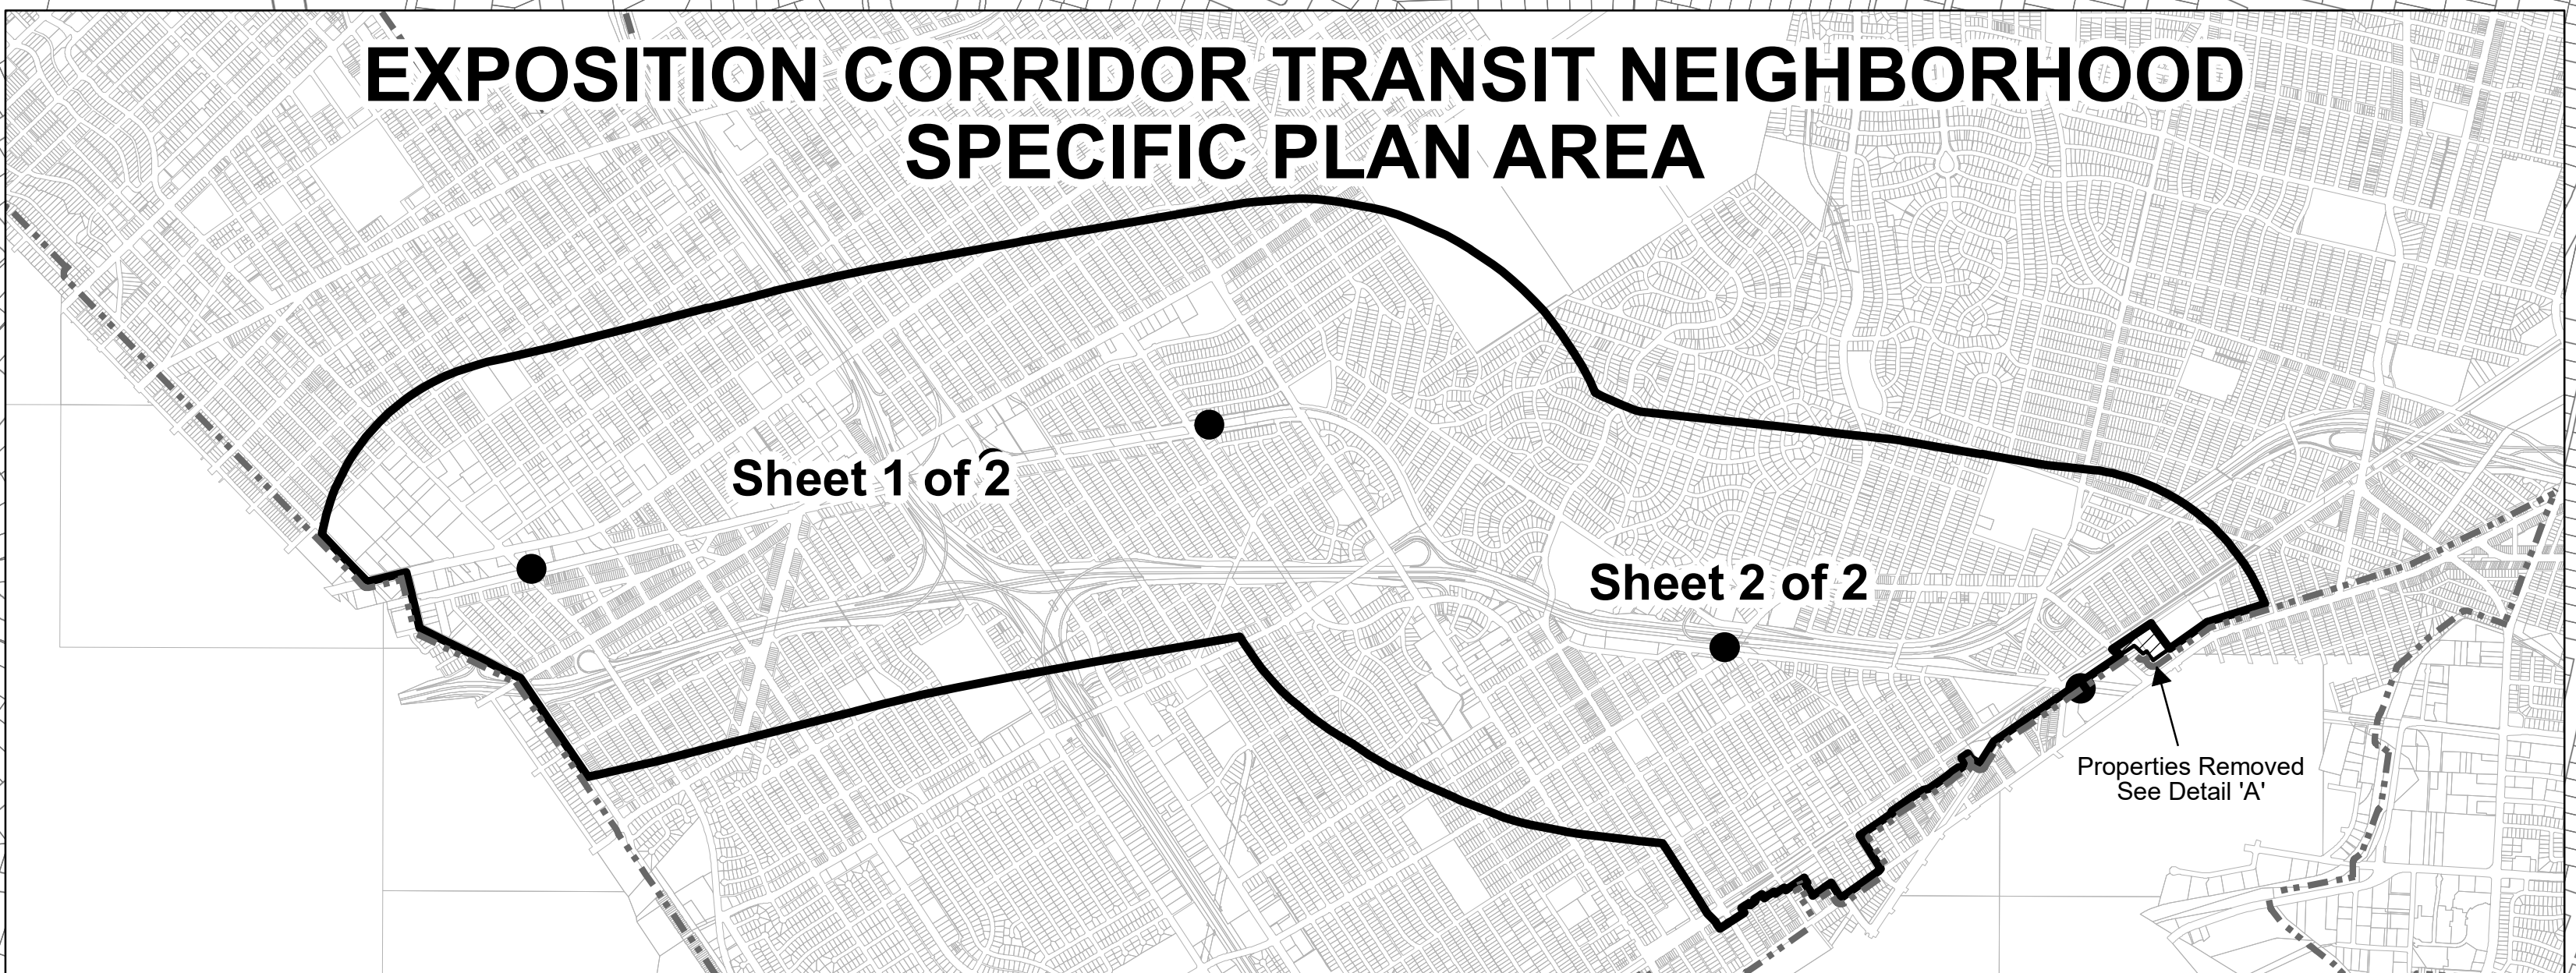 EXPOSITION CORRIDOR TRANSIT NEIGHBORHOOD
SPECIFIC PLAN AREA
Sheet 1 of 2
Sheet 2 of 2
Properties Removed
See Detail 'A'